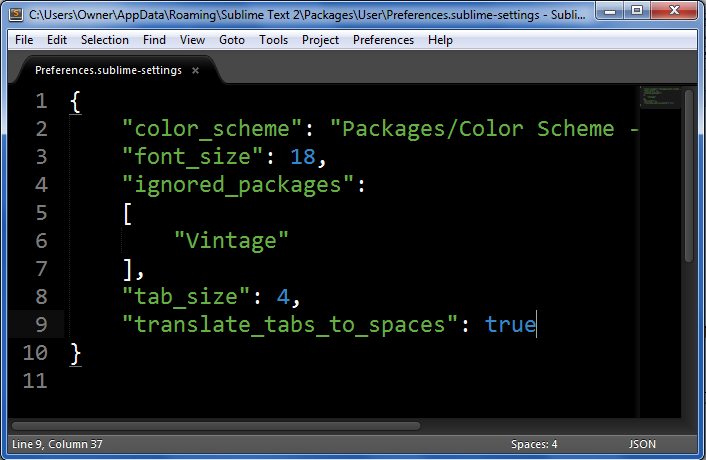 C:\Users\Owner\AppData\Roaming\Sublime Text 2\Packages\User\Preferences.sublime-settings - Subli...
File Edit Selection Find View Goto Tools Project Preferences Help
Preferences.sublime-settings ×
1 {
2 "color_scheme": "Packages/Color Scheme -
3 "font_size": 18,
4 "ignored_packages":
5 [
6 "Vintage"
7 ],
8 "tab_size": 4,
9 "translate_tabs_to_spaces": true
10 }
11
Line 9, Column 37 Spaces: 4 JSON